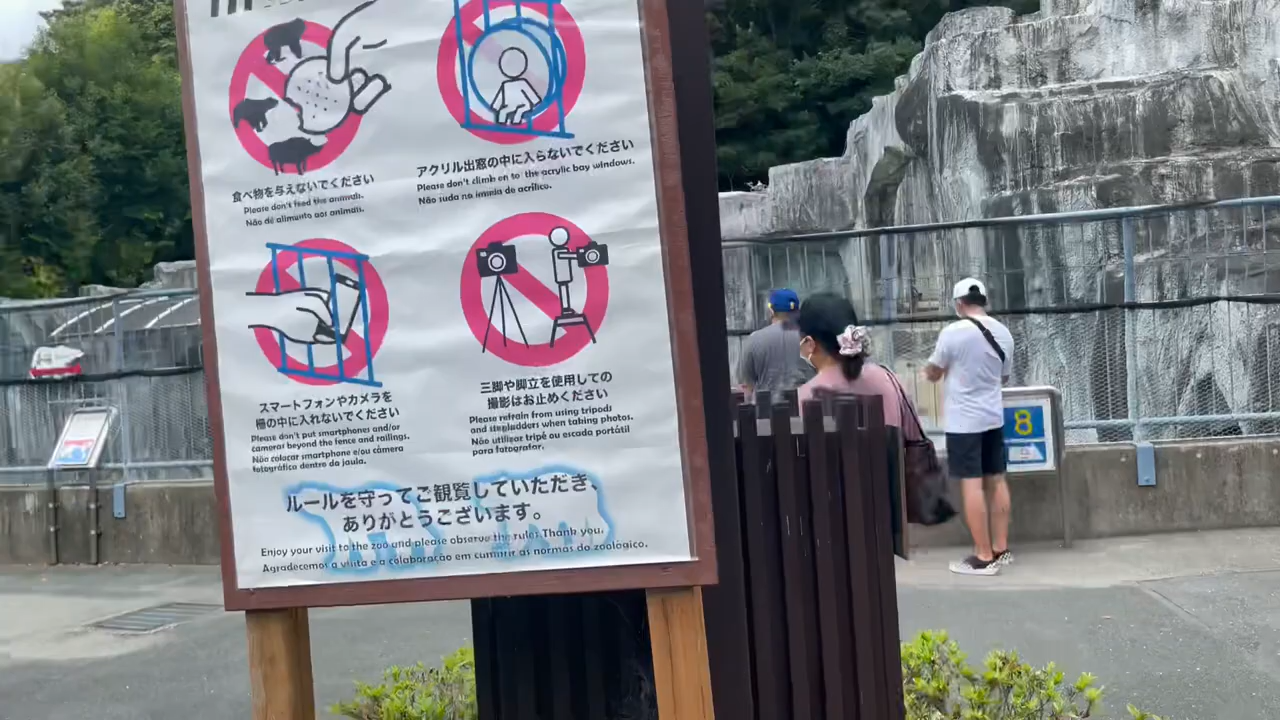 食べ物を与えないでください
Please don't feed the animals.
Não dê alimento aos animais.
アクリル出窓の中に入らないでください
Please don't climb on to the acrylic bay windows.
Não suda na janela de acrílico.
スマートフォンやカメラを
柵の中に入れないでください
Please don't put smartphones and/or
camerar beyond the fence and railings.
Não colocar smartphone e/ou câmera
fotográfica dentro da jaula.
三脚や脚立を使用しての
撮影はお止めください
Please refrain from using tripods
and stepladders when taking photos.
Não utilizar tripé ou escada portátil
para fotografar.
ルールを守ってご観覧していただき、
ありがとうございます。
Enjoy your visit to the zoo and please observe the rules. Thank you.
Agradecemos a visita e a colaboração em cumprir as normas do zoológico.
8